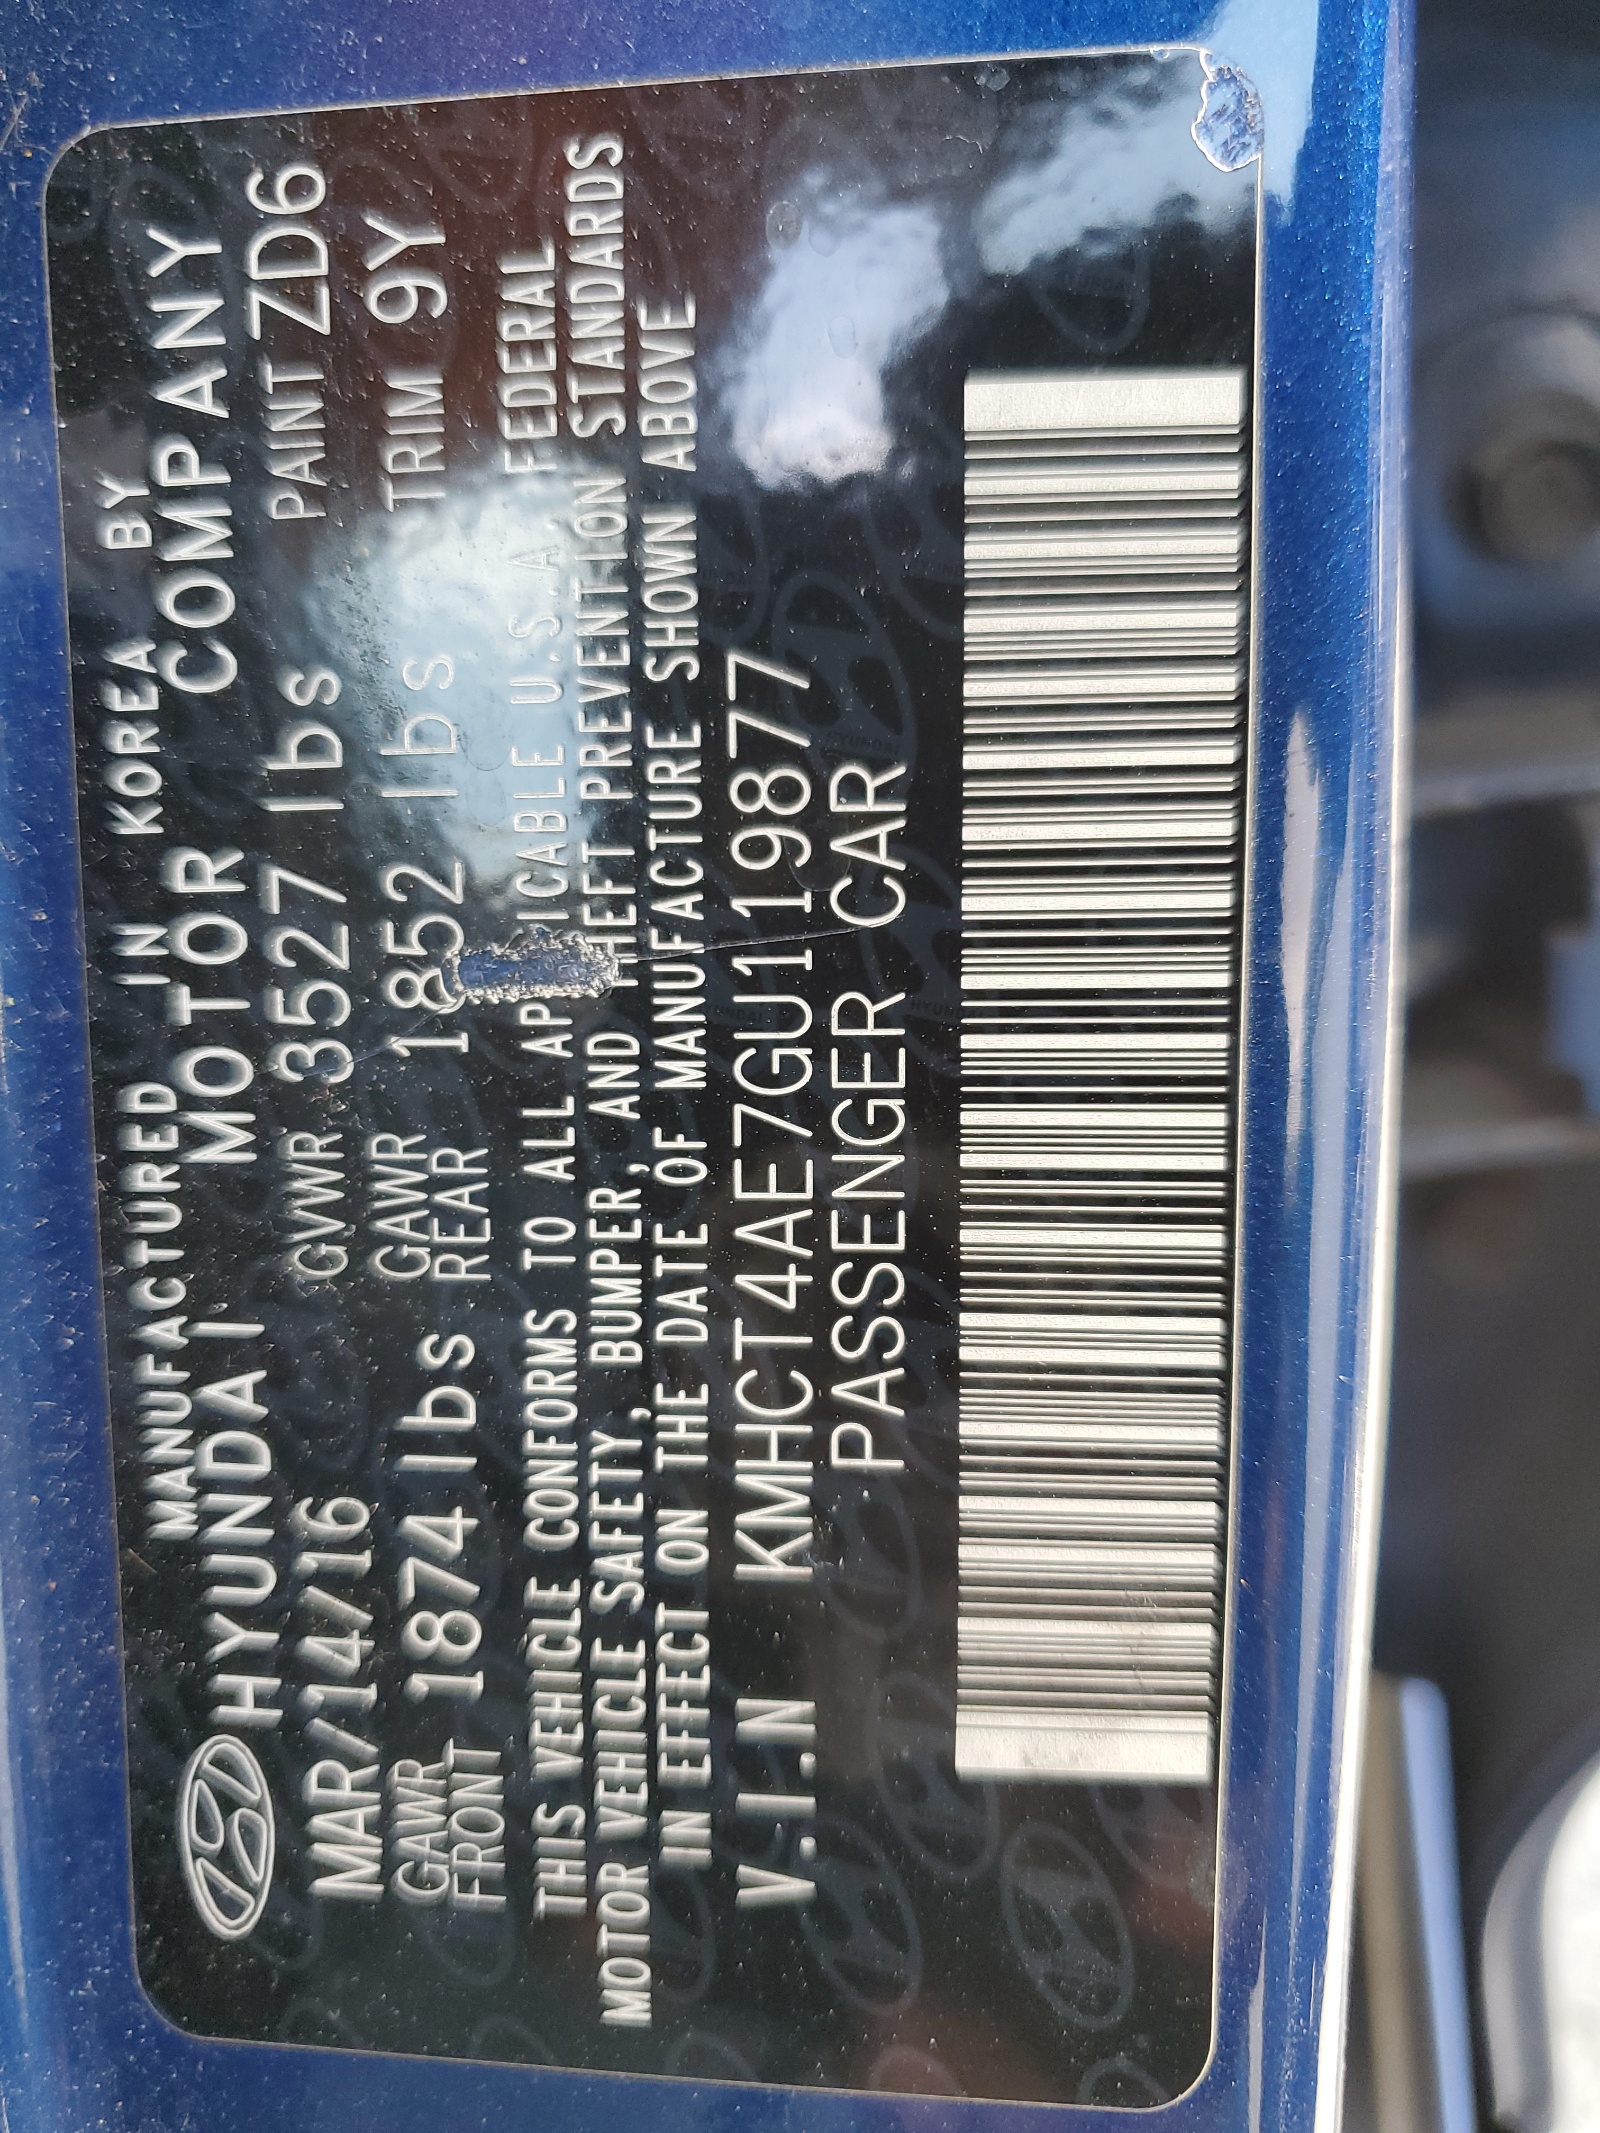 MANUFACTURED IN KOREA BY
HYUNDAI MOTOR COMPANY
MAR/14/16 GVWR 3527 lbs PAINT ZD6
GAWR FRONT 1874 lbs GAWR REAR 1852 lbs TRIM 9Y
THIS VEHICLE CONFORMS TO ALL AP ICABLE U.S.A. FEDERAL
MOTOR VEHICLE SAFETY, BUMPER, AND THEFT PREVENTION STANDARDS
IN EFFECT ON THE DATE OF MANUFACTURE SHOWN ABOVE
V.I.N KMHCT4AE7GU119877
PASSENGER CAR